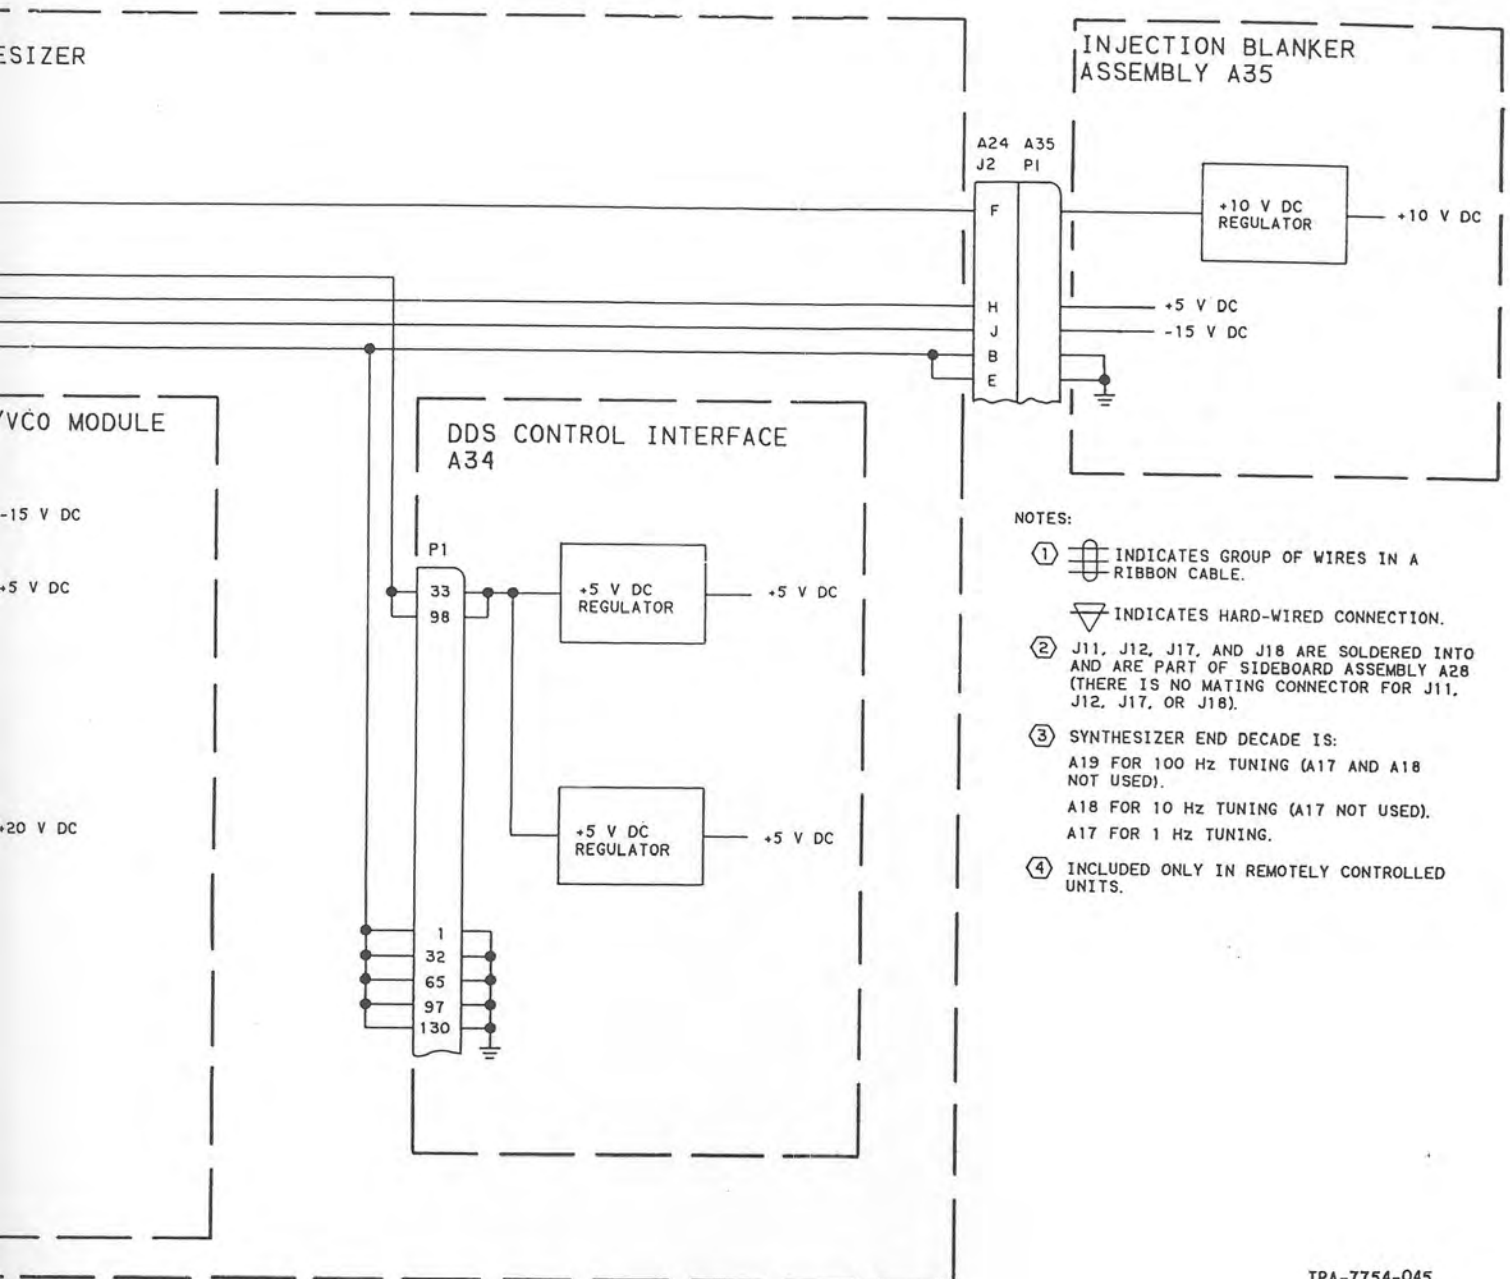 ESIZER
INJECTION BLANKER
ASSEMBLY A35
A24 A35
J2 P1
F
+10 V DC
REGULATOR
+10 V DC
H
+5 V DC
J
-15 V DC
B
E
/VCO MODULE
-15 V DC
+5 V DC
+20 V DC
DDS CONTROL INTERFACE
A34
P1
33
98
+5 V DC
REGULATOR
+5 V DC
+5 V DC
REGULATOR
+5 V DC
1
32
65
97
130
NOTES:
1 INDICATES GROUP OF WIRES IN A
RIBBON CABLE.
INDICATES HARD-WIRED CONNECTION.
2 J11, J12, J17, AND J18 ARE SOLDERED INTO
AND ARE PART OF SIDEBOARD ASSEMBLY A28
(THERE IS NO MATING CONNECTOR FOR J11,
J12, J17, OR J18).
3 SYNTHESIZER END DECADE IS:
A19 FOR 100 Hz TUNING (A17 AND A18
NOT USED).
A18 FOR 10 Hz TUNING (A17 NOT USED).
A17 FOR 1 Hz TUNING.
4 INCLUDED ONLY IN REMOTELY CONTROLLED
UNITS.
TPA-7754-045